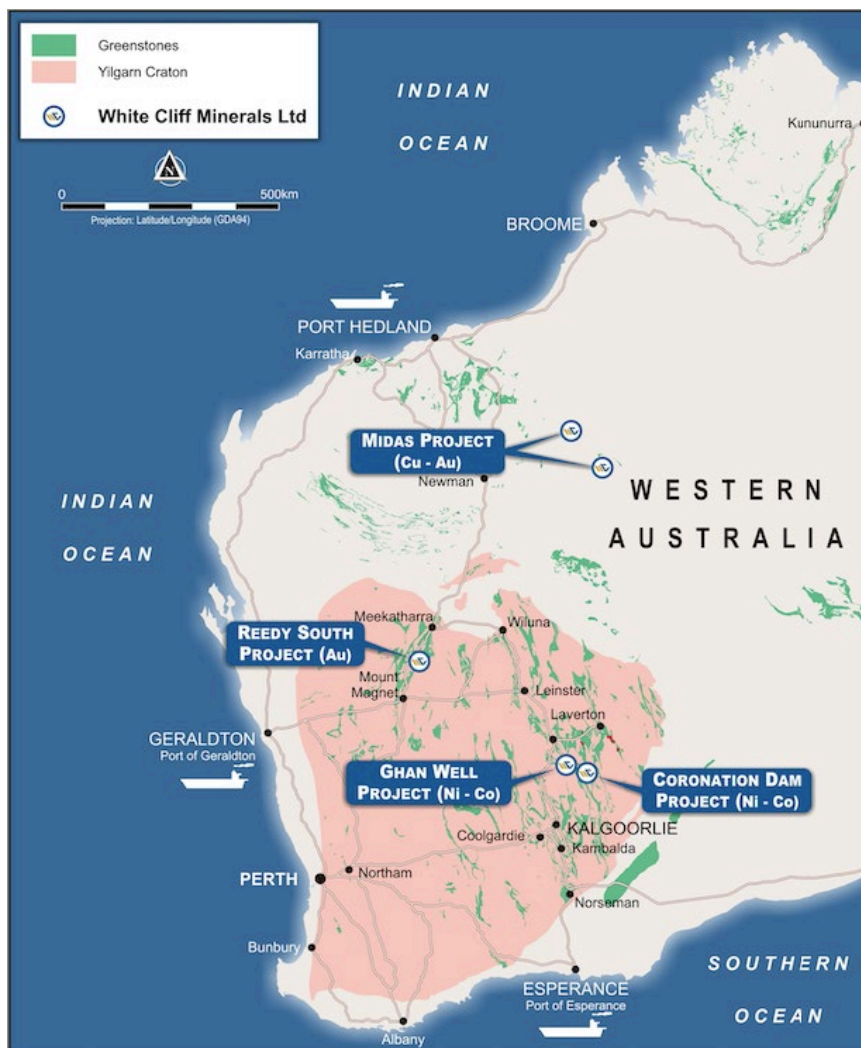 Greenstones
Yilgarn Craton
White Cliff Minerals Ltd
N
0 500km
Projection: Latitude/Longitude (GDA94)
INDIAN
OCEAN
Kununurra
BROOME
PORT HEDLAND
Karratha
MIDAS PROJECT
(Cu - Au)
Newman
WESTERN
AUSTRALIA
INDIAN
OCEAN
Meekatharra
Wiluna
REEDY SOUTH
PROJECT (Au)
Mount
Magnet
Leinster
Laverton
GERALDTON
Port of Geraldton
GHAN WELL
PROJECT (Ni - Co)
CORONATION DAM
PROJECT (Ni - Co)
KALGOORLIE
Coolgardie
Kambalda
PERTH
Northam
Norseman
Bunbury
SOUTHERN
OCEAN
ESPERANCE
Port of Esperance
Albany